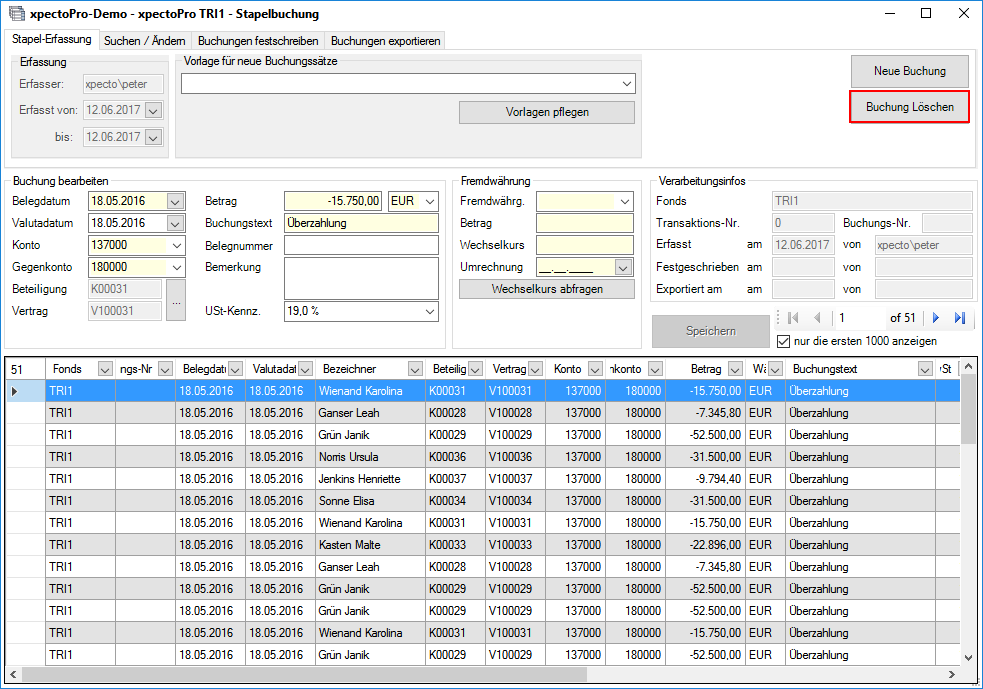 xpectoPro-Demo - xpectoPro TRI1 - Stapelbuchung
Stapel-Erfassung Suchen / Ändern Buchungen festschreiben Buchungen exportieren
Erfassung
Erfasser: xpecto\peter
Erfasst von: 12.06.2017
bis: 12.06.2017
Vorlage für neue Buchungssätze
Vorlagen pflegen
Neue Buchung
Buchung Löschen
Buchung bearbeiten
Belegdatum 18.05.2016 Betrag -15.750,00 EUR
Valutadatum 18.05.2016 Buchungstext Überzahlung
Konto 137000 Belegnummer
Gegenkonto 180000 Bemerkung
Beteiligung K00031
...
Vertrag V100031 USt-Kennz. 19,0 %
Fremdwährung
Fremdwährg.
Betrag
Wechselkurs
Umrechnung __.__.____
Wechselkurs abfragen
Verarbeitungsinfos
Fonds TRI1
Transaktions-Nr. 0 Buchungs-Nr.
Erfasst am 12.06.2017 von xpecto\peter
Festgeschrieben am von
Exportiert am am von
Speichern
1 of 51
nur die ersten 1000 anzeigen
51 Fonds ngs-Nr Belegdatu Valutadat Bezeichner Beteilig Vertrag Konto nkonto Betrag Wä Buchungstext St
TRI1 18.05.2016 18.05.2016 Wienand Karolina K00031 V100031 137000 180000 -15.750,00 EUR Überzahlung
TRI1 18.05.2016 18.05.2016 Ganser Leah K00028 V100028 137000 180000 -7.345,80 EUR Überzahlung
TRI1 18.05.2016 18.05.2016 Grün Janik K00029 V100029 137000 180000 -52.500,00 EUR Überzahlung
TRI1 18.05.2016 18.05.2016 Norris Ursula K00036 V100036 137000 180000 -31.500,00 EUR Überzahlung
TRI1 18.05.2016 18.05.2016 Jenkins Henriette K00037 V100037 137000 180000 -9.794,40 EUR Überzahlung
TRI1 18.05.2016 18.05.2016 Sonne Elisa K00034 V100034 137000 180000 -31.500,00 EUR Überzahlung
TRI1 18.05.2016 18.05.2016 Wienand Karolina K00031 V100031 137000 180000 -15.750,00 EUR Überzahlung
TRI1 18.05.2016 18.05.2016 Kasten Malte K00033 V100033 137000 180000 -22.896,00 EUR Überzahlung
TRI1 18.05.2016 18.05.2016 Ganser Leah K00028 V100028 137000 180000 -7.345,80 EUR Überzahlung
TRI1 18.05.2016 18.05.2016 Grün Janik K00029 V100029 137000 180000 -52.500,00 EUR Überzahlung
TRI1 18.05.2016 18.05.2016 Grün Janik K00029 V100029 137000 180000 -52.500,00 EUR Überzahlung
TRI1 18.05.2016 18.05.2016 Wienand Karolina K00031 V100031 137000 180000 -15.750,00 EUR Überzahlung
TRI1 18.05.2016 18.05.2016 Grün Janik K00029 V100029 137000 180000 -52.500,00 EUR Überzahlung